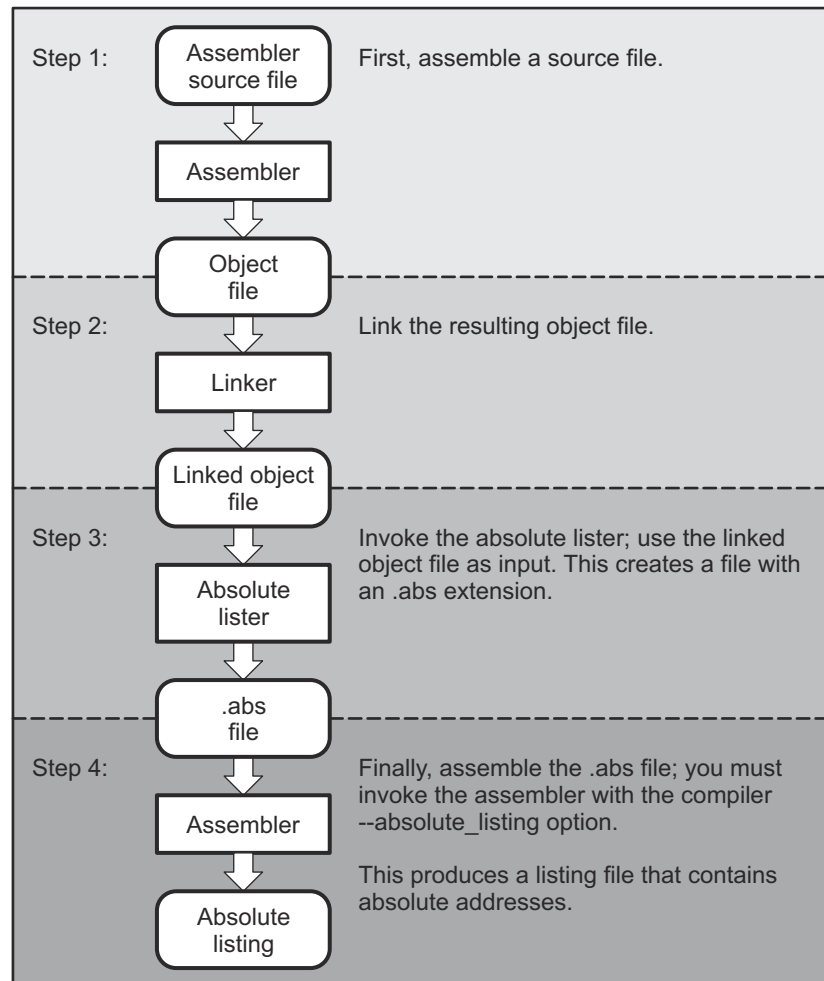 Step 1:
Assembler
source file
First, assemble a source file.
Assembler
Object
file
Step 2:
Link the resulting object file.
Linker
Linked object
file
Step 3:
Invoke the absolute lister; use the linked
object file as input. This creates a file with
an .abs extension.
Absolute
lister
.abs
file
Step 4:
Finally, assemble the .abs file; you must
invoke the assembler with the compiler
--absolute_listing option.
Assembler
This produces a listing file that contains
absolute addresses.
Absolute
listing